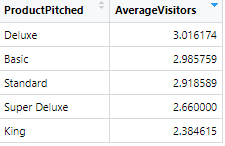 ProductPitched AverageVisitors
Deluxe 3.016174
Basic 2.985759
Standard 2.918589
Super Deluxe 2.660000
King 2.384615